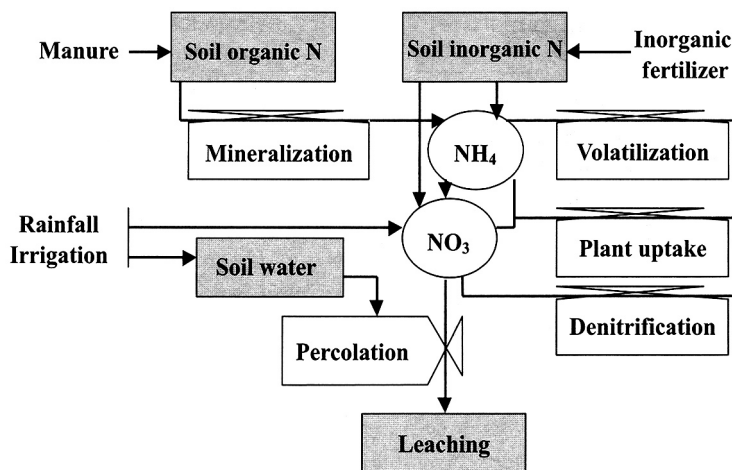 Manure
Soil organic N
Soil inorganic N
Inorganic
fertilizer
Mineralization
NH₄
Volatilization
Rainfall
Irrigation
NO₃
Plant uptake
Soil water
Denitrification
Percolation
Leaching